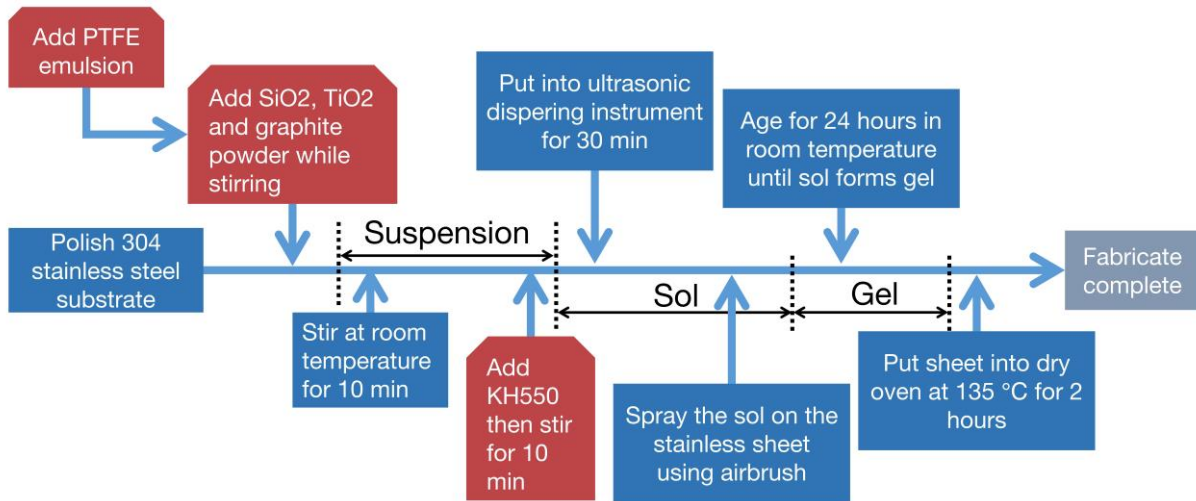 Add PTFE
emulsion
Add SiO2, TiO2
and graphite
powder while
stirring
Put into ultrasonic
dispering instrument
for 30 min
Age for 24 hours in
room temperature
until sol forms gel
Polish 304
stainless steel
substrate
Suspension
Sol
Gel
Fabricate
complete
Stir at room
temperature
for 10 min
Add
KH550
then stir
for 10
min
Spray the sol on the
stainless sheet
using airbrush
Put sheet into dry
oven at 135 °C for 2
hours